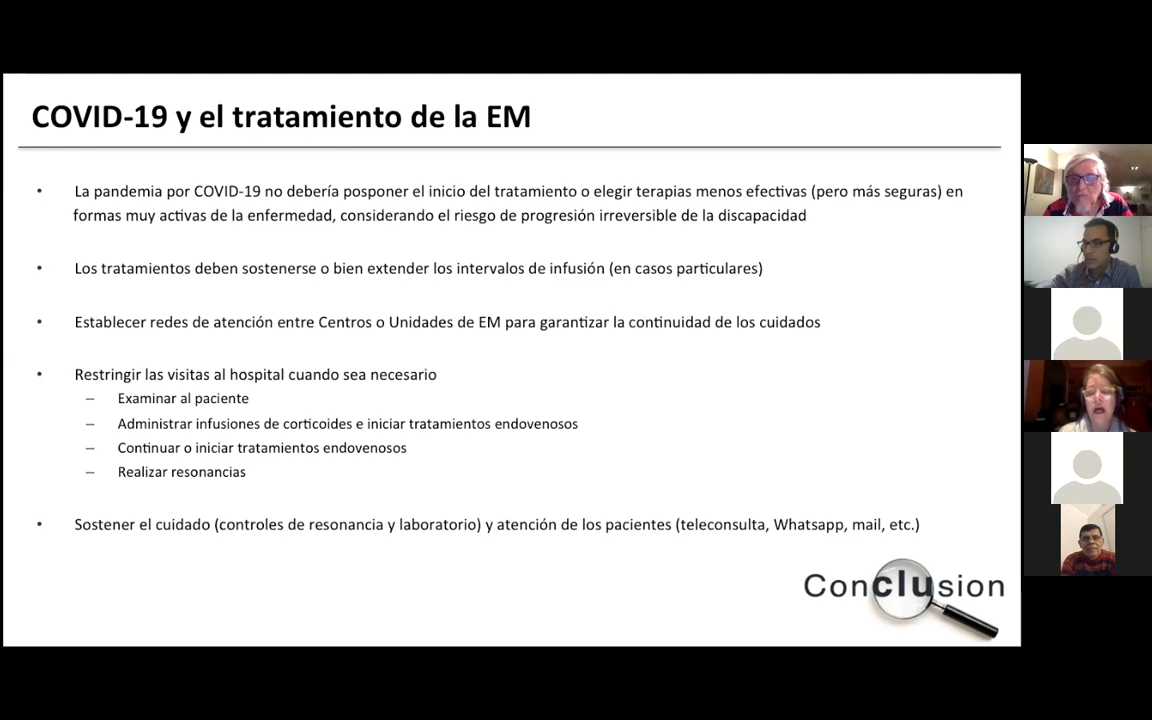 COVID-19 y el tratamiento de la EM
• La pandemia por COVID-19 no debería posponer el inicio del tratamiento o elegir terapias menos efectivas (pero más seguras) en
formas muy activas de la enfermedad, considerando el riesgo de progresión irreversible de la discapacidad
• Los tratamientos deben sostenerse o bien extender los intervalos de infusión (en casos particulares)
• Establecer redes de atención entre Centros o Unidades de EM para garantizar la continuidad de los cuidados
• Restringir las visitas al hospital cuando sea necesario
– Examinar al paciente
– Administrar infusiones de corticoides e iniciar tratamientos endovenosos
– Continuar o iniciar tratamientos endovenosos
– Realizar resonancias
• Sostener el cuidado (controles de resonancia y laboratorio) y atención de los pacientes (teleconsulta, Whatsapp, mail, etc.)
Conclusion